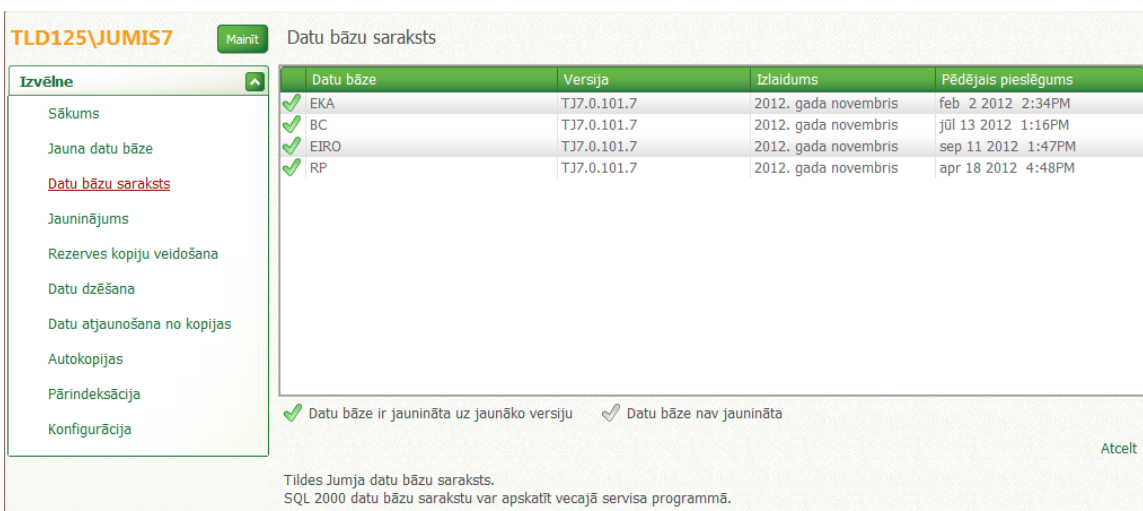 TLD125\JUMIS7 Mainīt Datu bāzu saraksts
Izvēlne
Sākums
Jauna datu bāze
Datu bāzu saraksts
Jauninājums
Rezerves kopiju veidošana
Datu dzēšana
Datu atjaunošana no kopijas
Autokopijas
Pārindeksācija
Konfigurācija
Datu bāze Versija Izlaidums Pēdējais pieslēgums
EKA TJ7.0.101.7 2012. gada novembris feb 2 2012 2:34PM
BC TJ7.0.101.7 2012. gada novembris jūl 13 2012 1:16PM
EIRO TJ7.0.101.7 2012. gada novembris sep 11 2012 1:47PM
RP TJ7.0.101.7 2012. gada novembris apr 18 2012 4:48PM
Datu bāze ir jaunināta uz jaunāko versiju Datu bāze nav jaunināta
Atcelt
Tildes Jumja datu bāzu saraksts.
SQL 2000 datu bāzu sarakstu var apskatīt vecajā servisa programmā.